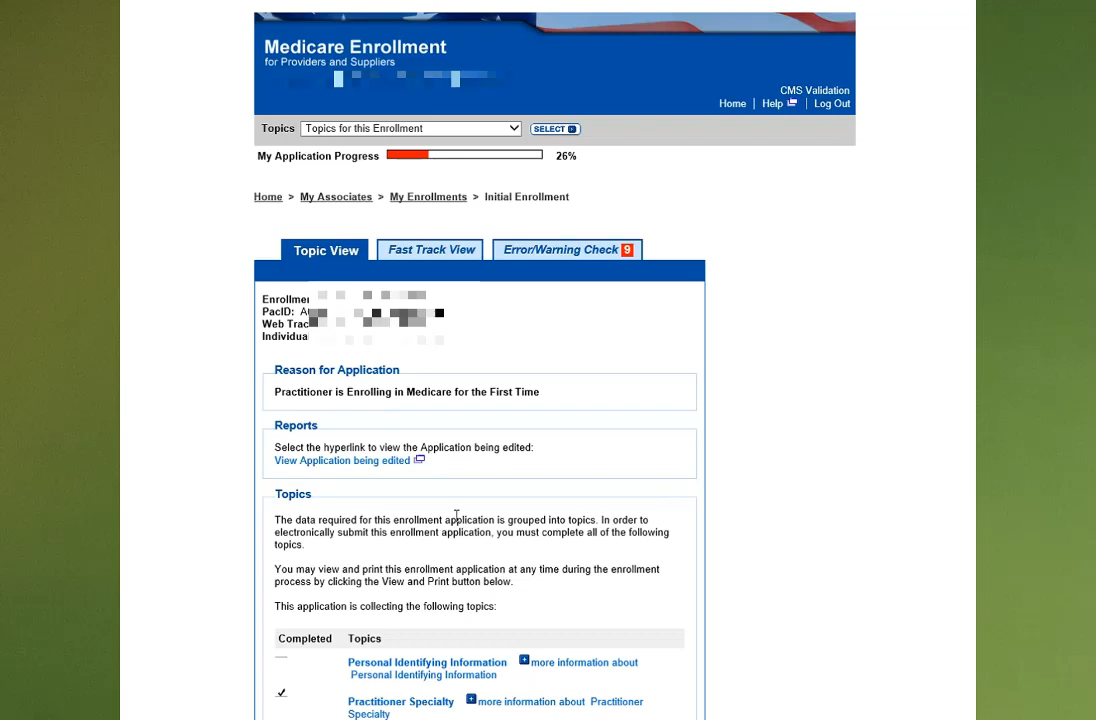 Medicare Enrollment
for Providers and Suppliers
CMS Validation
Home | Help | Log Out
Topics Topics for this Enrollment SELECT
My Application Progress 26%
Home > My Associates > My Enrollments > Initial Enrollment
Topic View Fast Track View Error/Warning Check 9
Enrollmen
PacID:
Web Trac
Individua
Reason for Application
Practitioner is Enrolling in Medicare for the First Time
Reports
Select the hyperlink to view the Application being edited:
View Application being edited
Topics
The data required for this enrollment application is grouped into topics. In order to
electronically submit this enrollment application, you must complete all of the following
topics.
You may view and print this enrollment application at any time during the enrollment
process by clicking the View and Print button below.
This application is collecting the following topics:
Completed Topics
Personal Identifying Information more information about
Personal Identifying Information
Practitioner Specialty more information about Practitioner
Specialty